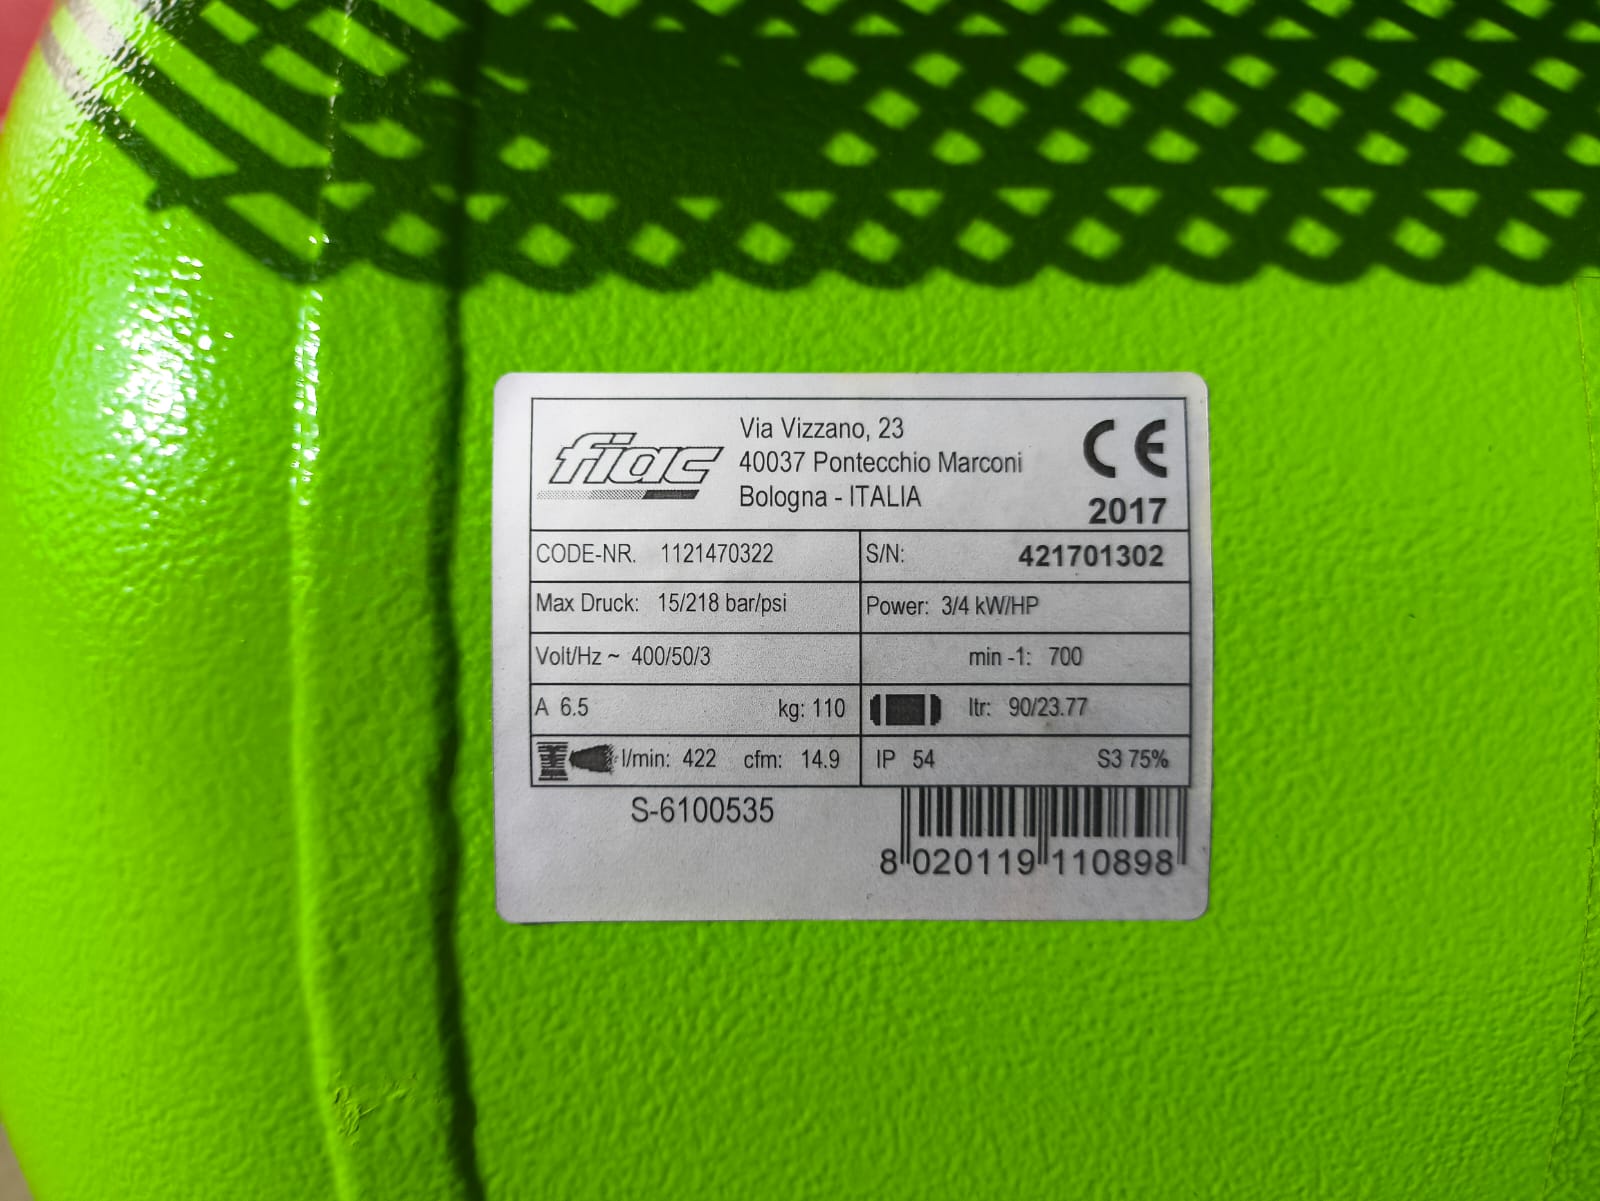 fiac
Via Vizzano, 23
40037 Pontecchio Marconi
Bologna - ITALIA
CE
2017
CODE-NR. 1121470322
S/N: 421701302
Max Druck: 15/218 bar/psi
Power: 3/4 kW/HP
Volt/Hz ~ 400/50/3
min -1: 700
A 6.5 kg: 110
ltr: 90/23.77
l/min: 422 cfm: 14.9
IP 54 S3 75%
S-6100535
8 020119 110898